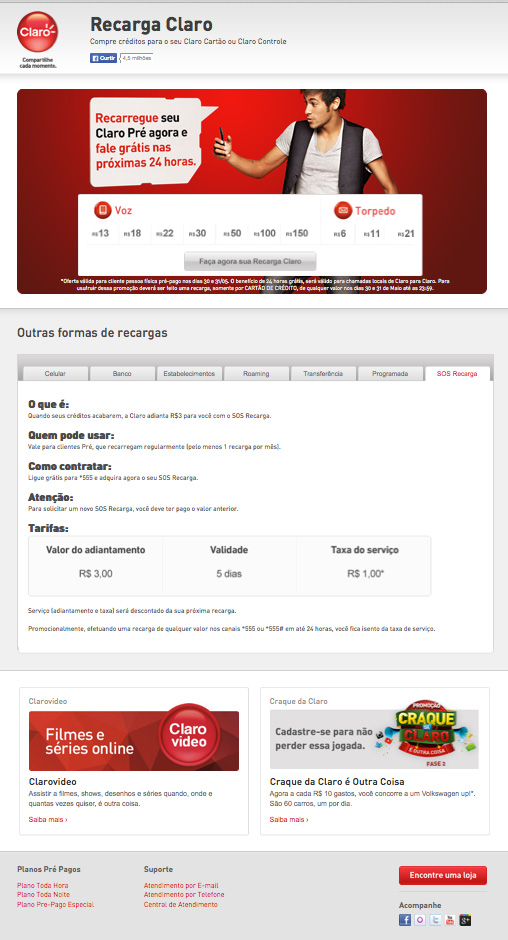 Claro
Compartilhe
cada momento.
Recarga Claro
Compre créditos para o seu Claro Cartão ou Claro Controle
Curtir
4,5 milhões
Recarregue seu
Claro Pré agora e
fale grátis nas
próximas 24 horas.
Voz
Torpedo
R$13 R$18 R$22 R$30 R$50 R$100 R$150 R$6 R$11 R$21
Faça agora sua Recarga Claro
*Oferta válida para cliente pessoa física pré-pago nos dias 30 e 31/05. O benefício de 24 horas grátis, será válido para chamadas locais de Claro para Claro. Para
usufruir dessa promoção deverá ser feito uma recarga, somente por CARTÃO DE CRÉDITO, de qualquer valor nos dias 30 e 31 de Maio até as 23:59.
Outras formas de recargas
Celular Banco Estabelecimentos Roaming Transferência Programada SOS Recarga
O que é:
Quando seus créditos acabarem, a Claro adianta R$3 para você com o SOS Recarga.
Quem pode usar:
Vale para clientes Pré, que recarregam regularmente (pelo menos 1 recarga por mês).
Como contratar:
Ligue grátis para *555 e adquira agora o seu SOS Recarga.
Atenção:
Para solicitar um novo SOS Recarga, você deve ter pago o valor anterior.
Tarifas:
Valor do adiantamento Validade Taxa do serviço
R$ 3,00 5 dias R$ 1,00*
Serviço (adiantamento e taxa) será descontado da sua próxima recarga.
Promocionalmente, efetuando uma recarga de qualquer valor nos canais *555 ou *555# em até 24 horas, você fica isento da taxa de serviço.
Clarovideo
Filmes e
séries online
Claro
video
Clarovideo
Assistir a filmes, shows, desenhos e séries quando, onde e
quantas vezes quiser, é outra coisa.
Saiba mais ›
Craque da Claro
Cadastre-se para não
perder essa jogada.
PROMOÇÃO
CRAQUE
DA CLARO
É OUTRA COISA
FASE 2
Craque da Claro é Outra Coisa
Agora a cada R$ 10 gastos, você concorre a um Volkswagen up!*.
São 60 carros, um por dia.
Saiba mais ›
Planos Pré Pagos
Plano Toda Hora
Plano Toda Noite
Plano Pre-Pago Especial
Suporte
Atendimento por E-mail
Atendimento por Telefone
Central de Atendimento
Encontre uma loja
Acompanhe